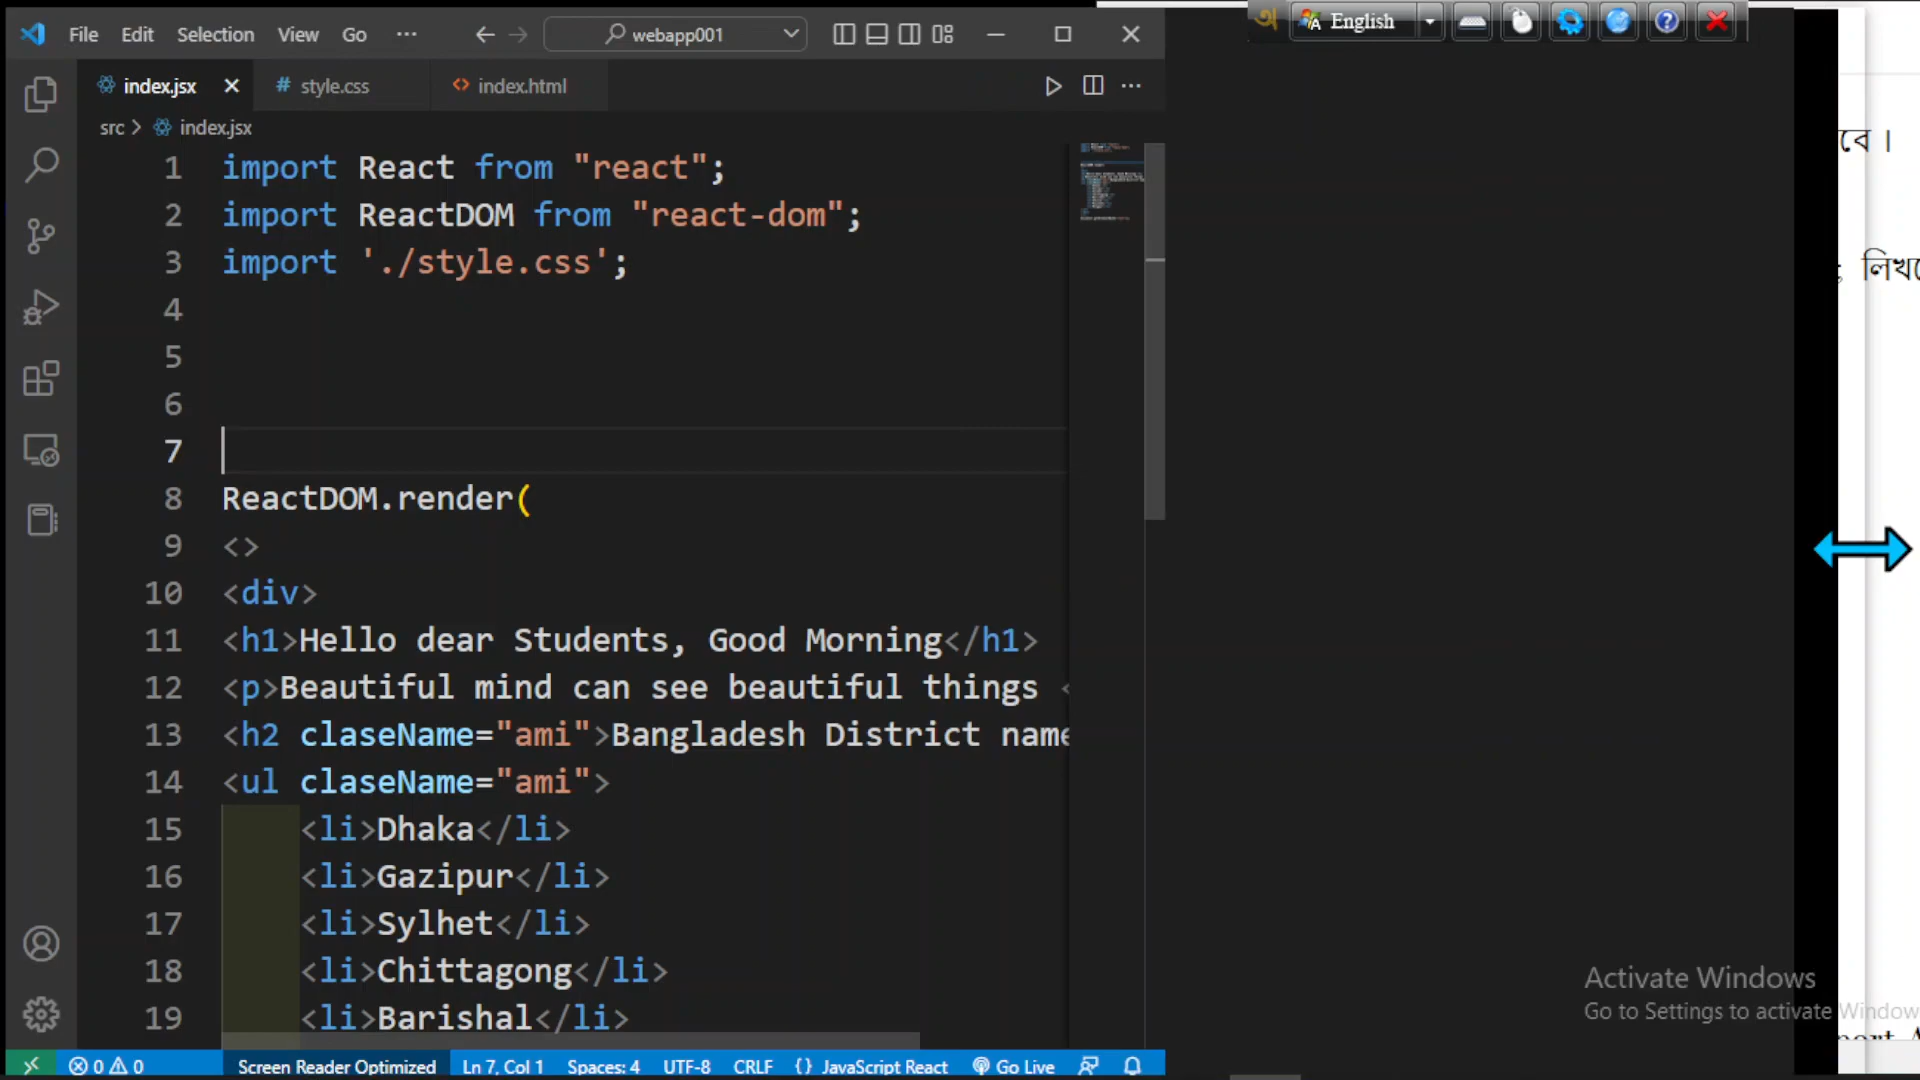 File Edit Selection View Go ··· webapp001
English
index.jsx style.css index.html
src > index.jsx
1 import React from "react";
2 import ReactDOM from "react-dom";
3 import './style.css';
4
5
6
7
8 ReactDOM.render(
9 <>
10 <div>
11 <h1>Hello dear Students, Good Morning</h1>
12 <p>Beautiful mind can see beautiful things <
13 <h2 claseName="ami">Bangladesh District name
14 <ul claseName="ami">
15 <li>Dhaka</li>
16 <li>Gazipur</li>
17 <li>Sylhet</li>
18 <li>Chittagong</li>
19 <li>Barishal</li>
0 0 Screen Reader Optimized Ln 7, Col 1 Spaces: 4 UTF-8 CRLF {} JavaScript React Go Live
Activate Windows
Go to Settings to activate Window